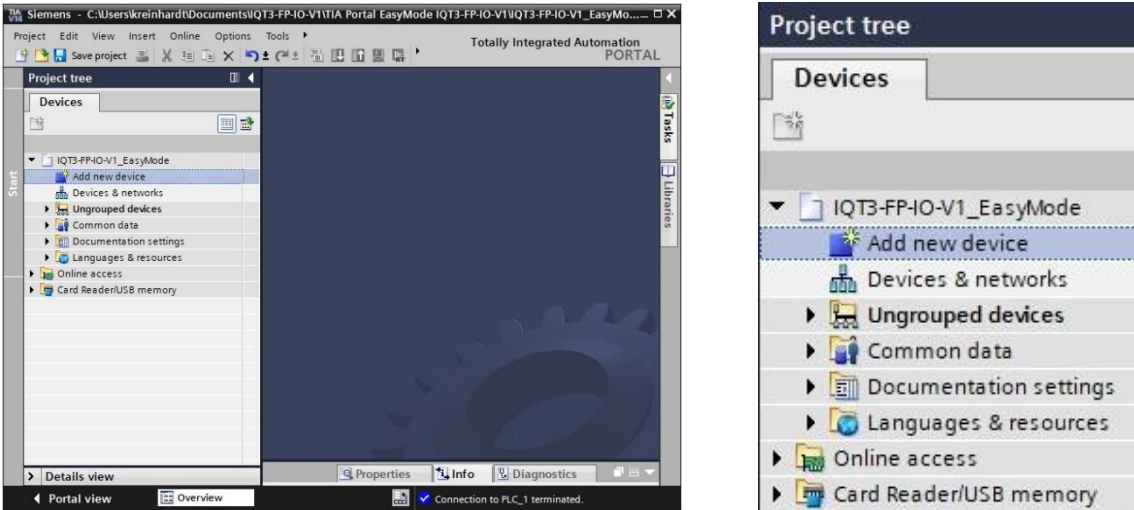 TIA V14 Siemens - C:\Users\kreinhardt\Documents\IQT3-FP-IO-V1\TIA Portal EasyMode IQT3-FP-IO-V1\IQT3-FP-IO-V1_EasyMo......
Project Edit View Insert Online Options Tools
Totally Integrated Automation
PORTAL
Save project
Project tree
Devices
Start
IQT3-FP-IO-V1_EasyMode
Add new device
Devices & networks
Ungrouped devices
Common data
Documentation settings
Languages & resources
Online access
Card Reader/USB memory
Tasks
Libraries
Details view
Properties Info Diagnostics
Portal view Overview Connection to PLC_1 terminated.
Project tree
Devices
IQT3-FP-IO-V1_EasyMode
Add new device
Devices & networks
Ungrouped devices
Common data
Documentation settings
Languages & resources
Online access
Card Reader/USB memory